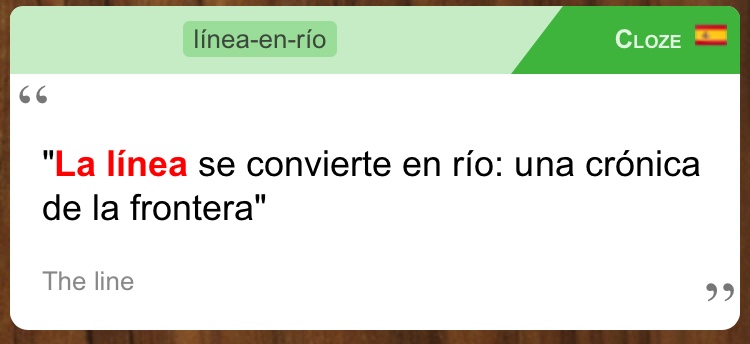 línea-en-río
CLOZE
“
"La línea se convierte en río: una crónica
de la frontera"
The line
”